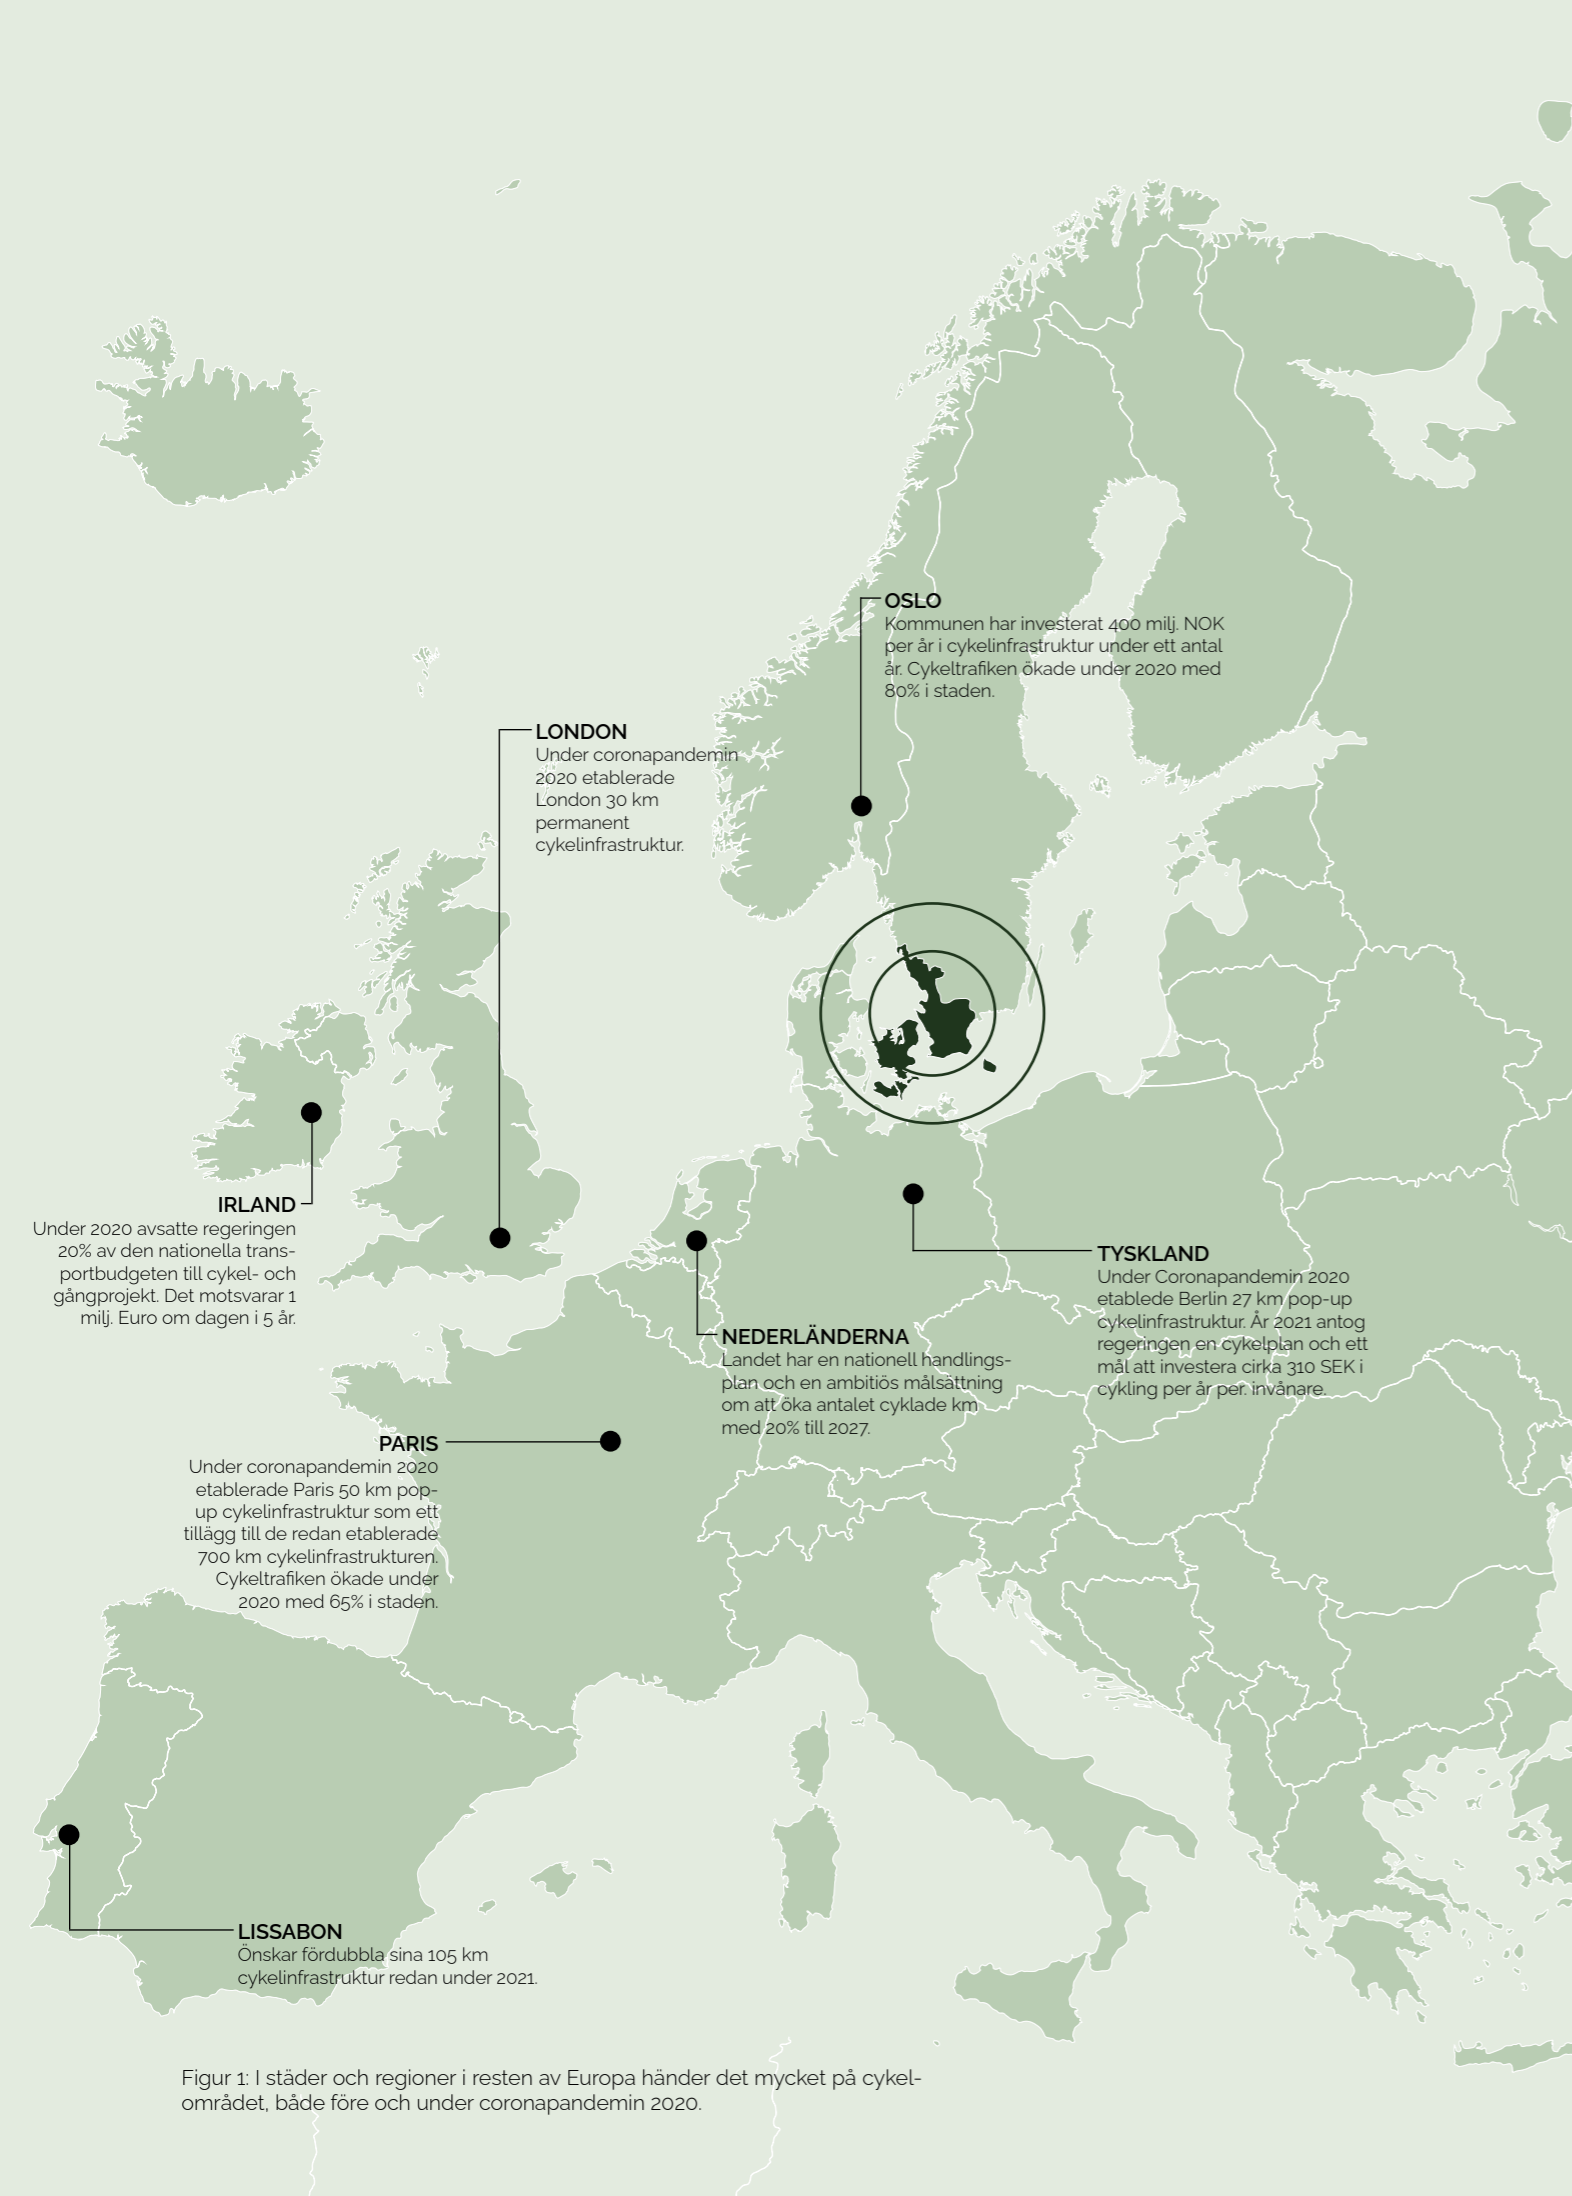 OSLO
Kommunen har investerat 400 milj. NOK
per år i cykelinfrastruktur under ett antal
år. Cykeltrafiken ökade under 2020 med
80% i staden.
LONDON
Under coronapandemin
2020 etablerade
London 30 km
permanent
cykelinfrastruktur.
IRLAND
Under 2020 avsatte regeringen
20% av den nationella trans-
portbudgeten till cykel- och
gångprojekt. Det motsvarar 1
milj. Euro om dagen i 5 år.
TYSKLAND
Under Coronapandemin 2020
etablede Berlin 27 km pop-up
cykelinfrastruktur. År 2021 antog
regeringen en cykelplan och ett
mål att investera cirka 310 SEK i
cykling per år per. invånare.
NEDERLÄNDERNA
Landet har en nationell handlings-
plan och en ambitiös målsättning
om att öka antalet cyklade km
med 20% till 2027.
PARIS
Under coronapandemin 2020
etablerade Paris 50 km pop-
up cykelinfrastruktur som ett
tillägg till de redan etablerade
700 km cykelinfrastrukturen.
Cykeltrafiken ökade under
2020 med 65% i staden.
LISSABON
Önskar fördubbla sina 105 km
cykelinfrastruktur redan under 2021.
Figur 1: I städer och regioner i resten av Europa händer det mycket på cykel-
området, både före och under coronapandemin 2020.